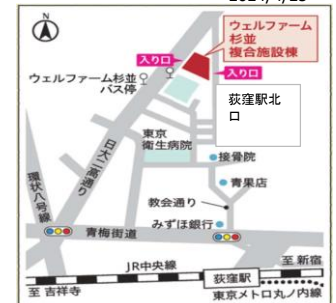 ウェルファーム
杉並
複合施設棟
入り口
入り口
ウェルファーム杉並
バス停
荻窪駅北
口
東京
衛生病院
日大二高通り
接骨院
青果店
環状八号線
教会通り
みずほ銀行
青梅街道
JR中央線
至 新宿
荻窪駅
至 吉祥寺
東京メトロ丸ノ内線
N